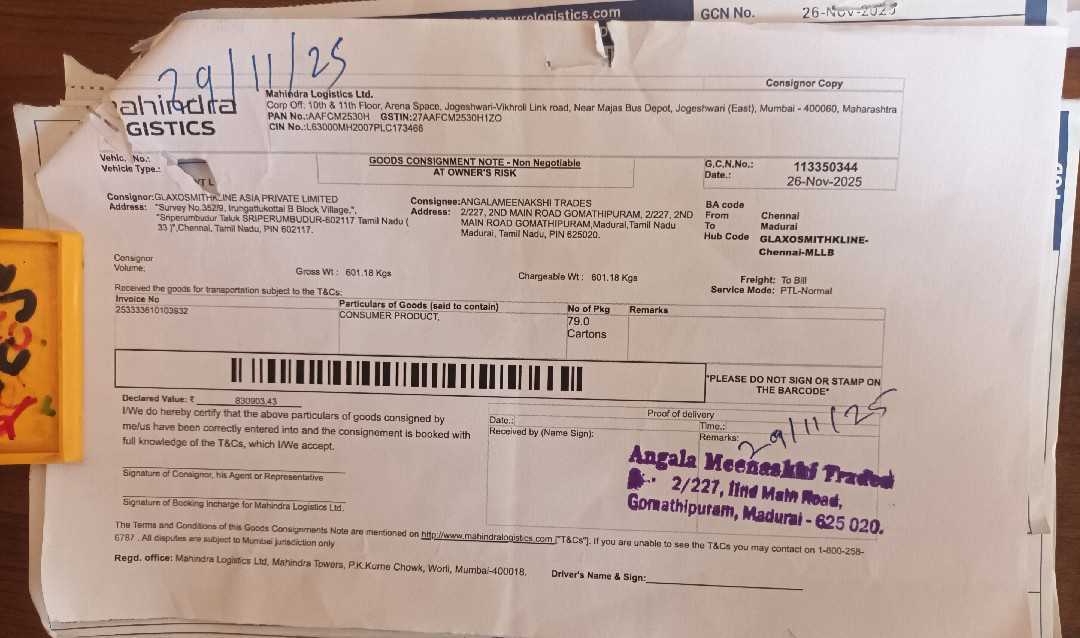 logistics.com
GCN No. 26-Nov-2025
29/11/25
Consignor Copy
ahindra
GISTICS
Mahindra Logistics Ltd.
Corp Off: 10th & 11th Floor, Arena Space, Jogeshwari-Vikhroli Link road, Near Majas Bus Depot, Jogeshwari (East), Mumbai - 400060, Maharashtra
PAN No.:AAFCM2530H GSTIN:27AAFCM2530H1ZO
CIN No.:L63000MH2007PLC173466
Vehic. No.:
Vehicle Type.:
GOODS CONSIGNMENT NOTE - Non Negotiable
AT OWNER'S RISK
G.C.N.No.: 113350344
Date.: 26-Nov-2025
POD
Consignor:GLAXOSMITHKLINE ASIA PRIVATE LIMITED
Address: "Survey No.352/9, Irungattukottai B Block Village,",
"Sriperumbudur Taluk SRIPERUMBUDUR-602117 Tamil Nadu (
33 )",Chennai, Tamil Nadu, PIN 602117.
Consignee:ANGALAMEENAKSHI TRADES
Address: 2/227, 2ND MAIN ROAD GOMATHIPURAM, 2/227, 2ND
MAIN ROAD GOMATHIPURAM,Madurai,Tamil Nadu
Madurai, Tamil Nadu, PIN 625020.
BA code
From Chennai
To Madurai
Hub Code GLAXOSMITHKLINE-
Chennai-MLLB
Consignor
Volume:
Gross Wt : 601.18 Kgs
Chargeable Wt : 601.18 Kgs
Freight: To Bill
Service Mode: PTL-Normal
Received the goods for transportation subject to the T&Cs.
Invoice No Particulars of Goods (said to contain) No of Pkg Remarks
253333610103832 CONSUMER PRODUCT, 79.0
Cartons
*PLEASE DO NOT SIGN OR STAMP ON
THE BARCODE*
Declared Value: ₹ 830903.43
I/We do hereby certify that the above particulars of goods consigned by
me/us have been correctly entered into and the consignement is booked with
full knowledge of the T&Cs, which I/We accept.
Signature of Consignor, his Agent or Representative
Signature of Booking Incharge for Mahindra Logistics Ltd.
Proof of delivery
Date.: Time.:
Received by (Name Sign): Remarks:
29/11/25
Angala Meenaskhi Traded
2/227, IInd Main Road,
Gomathipuram, Madurai - 625 020.
The Terms and Conditions of this Goods Consignments Note are mentioned on http://www.mahindralogistics.com ["T&Cs"]. If you are unable to see the T&Cs you may contact on 1-800-258-
6787 . All disputes are subject to Mumbai jurisdiction only
Regd. office: Mahindra Logistics Ltd, Mahindra Towers, P.K.Kurne Chowk, Worli, Mumbai-400018.
Driver's Name & Sign: